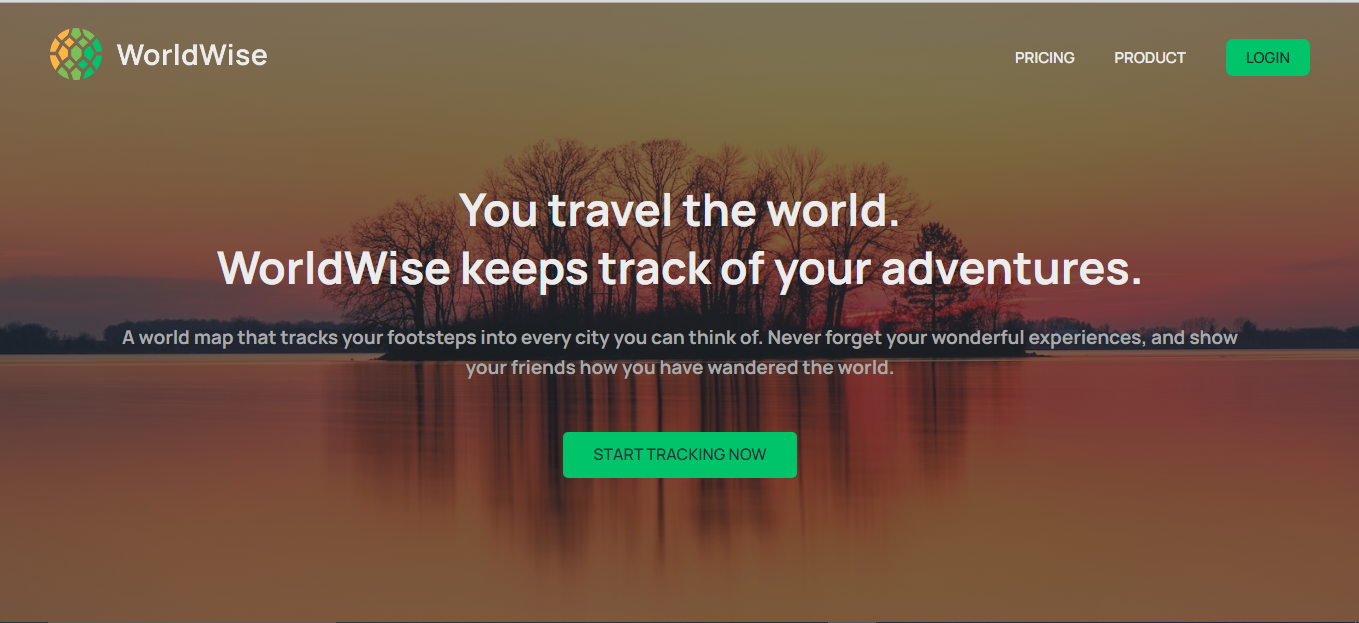 WorldWise
PRICING
PRODUCT
LOGIN
You travel the world.
WorldWise keeps track of your adventures.
A world map that tracks your footsteps into every city you can think of. Never forget your wonderful experiences, and show
your friends how you have wandered the world.
START TRACKING NOW